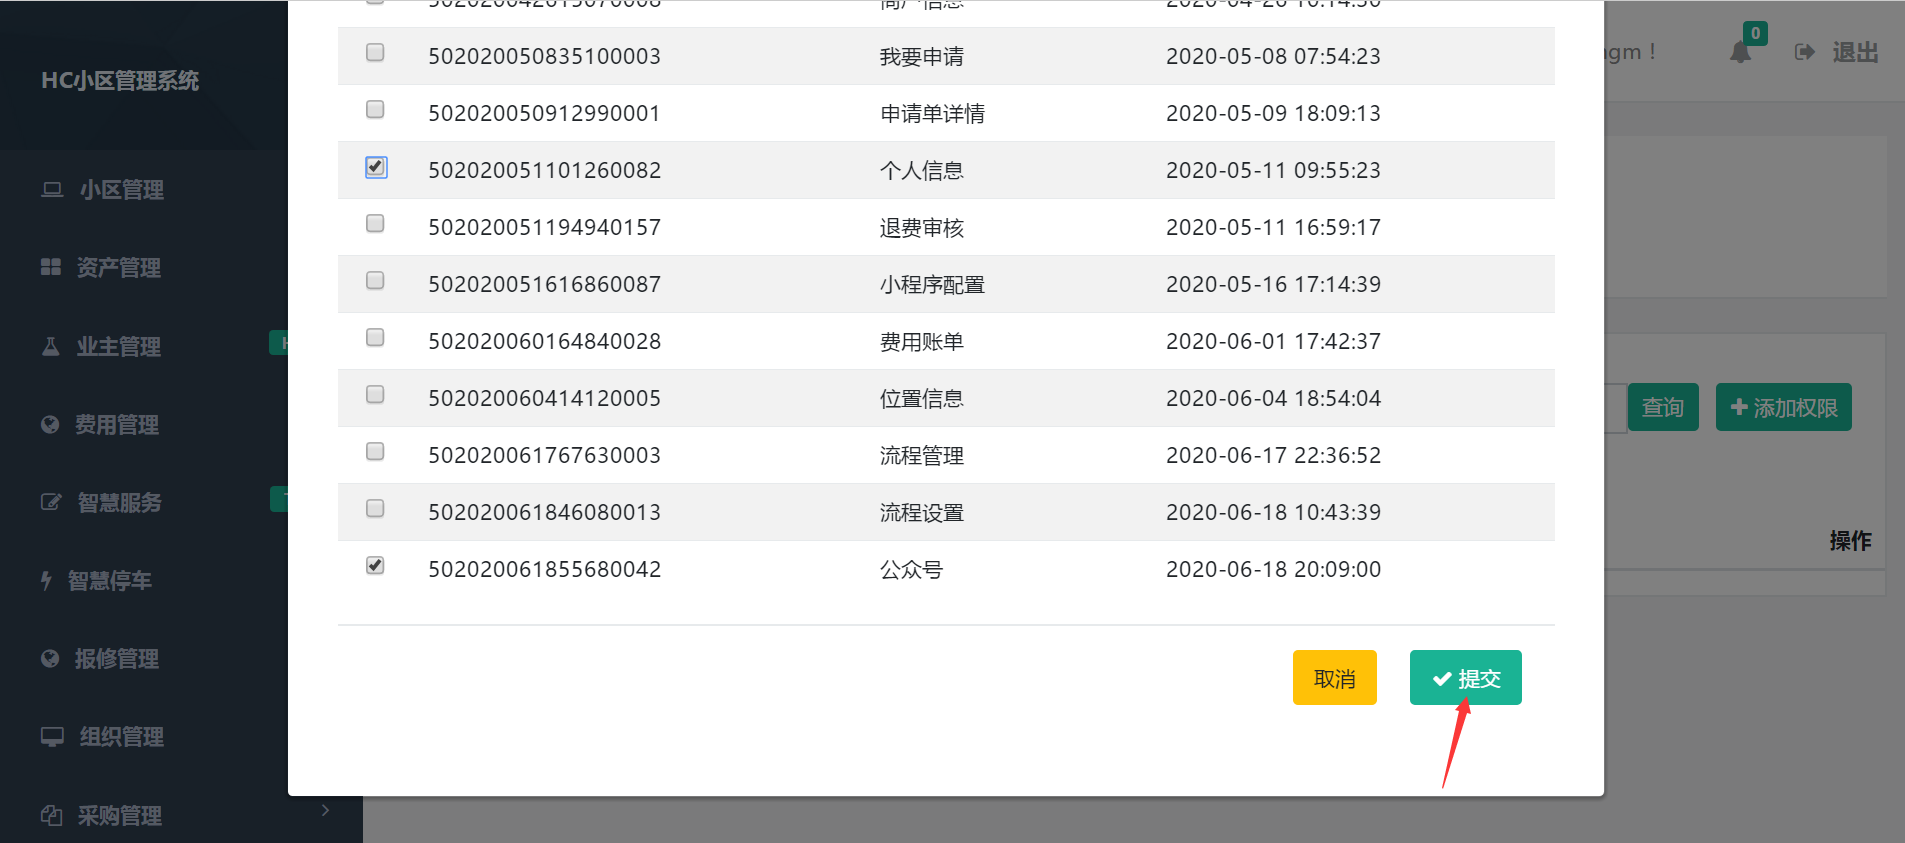 HC小区管理系统
小区管理
资产管理
业主管理
费用管理
智慧服务
智慧停车
报修管理
组织管理
采购管理
502020050835100003 我要申请 2020-05-08 07:54:23
502020050912990001 申请单详情 2020-05-09 18:09:13
502020051101260082 个人信息 2020-05-11 09:55:23
502020051194940157 退费审核 2020-05-11 16:59:17
502020051616860087 小程序配置 2020-05-16 17:14:39
502020060164840028 费用账单 2020-06-01 17:42:37
502020060414120005 位置信息 2020-06-04 18:54:04
502020061767630003 流程管理 2020-06-17 22:36:52
502020061846080013 流程设置 2020-06-18 10:43:39
502020061855680042 公众号 2020-06-18 20:09:00
取消 提交
ngm！ 0 退出
查询 添加权限
操作